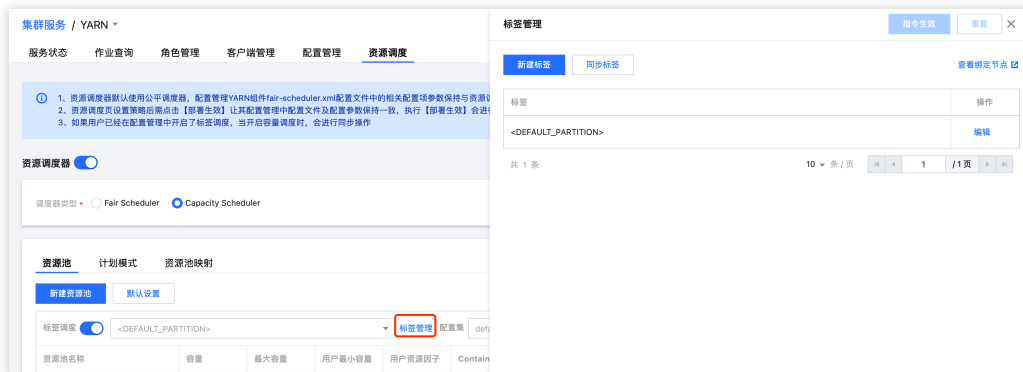 集群服务 / YARN
服务状态 作业查询 角色管理 客户端管理 配置管理 资源调度
1、资源调度器默认使用公平调度器，配置管理YARN组件fair-scheduler.xml配置文件中的相关配置项参数保持与资源
2、资源调度页设置策略后需点击【部署生效】让其配置管理中配置文件及配置参数保持一致，执行【部署生效】会进
3、如果用户已经在配置管理中开启了标签调度，当开启容量调度时，会进行同步操作
资源调度器
调度器类型 • Fair Scheduler Capacity Scheduler
资源池 计划模式 资源池映射
新建资源池 默认设置
标签调度 <DEFAULT_PARTITION> 标签管理 配置集 defa
资源池名称 容量 最大容量 用户最小容量 用户资源因子 Contain
标签管理 指令生效 重置
新建标签 同步标签 查看绑定节点
标签 操作
<DEFAULT_PARTITION> 编辑
共 1 条 10 条 / 页 1 / 1 页